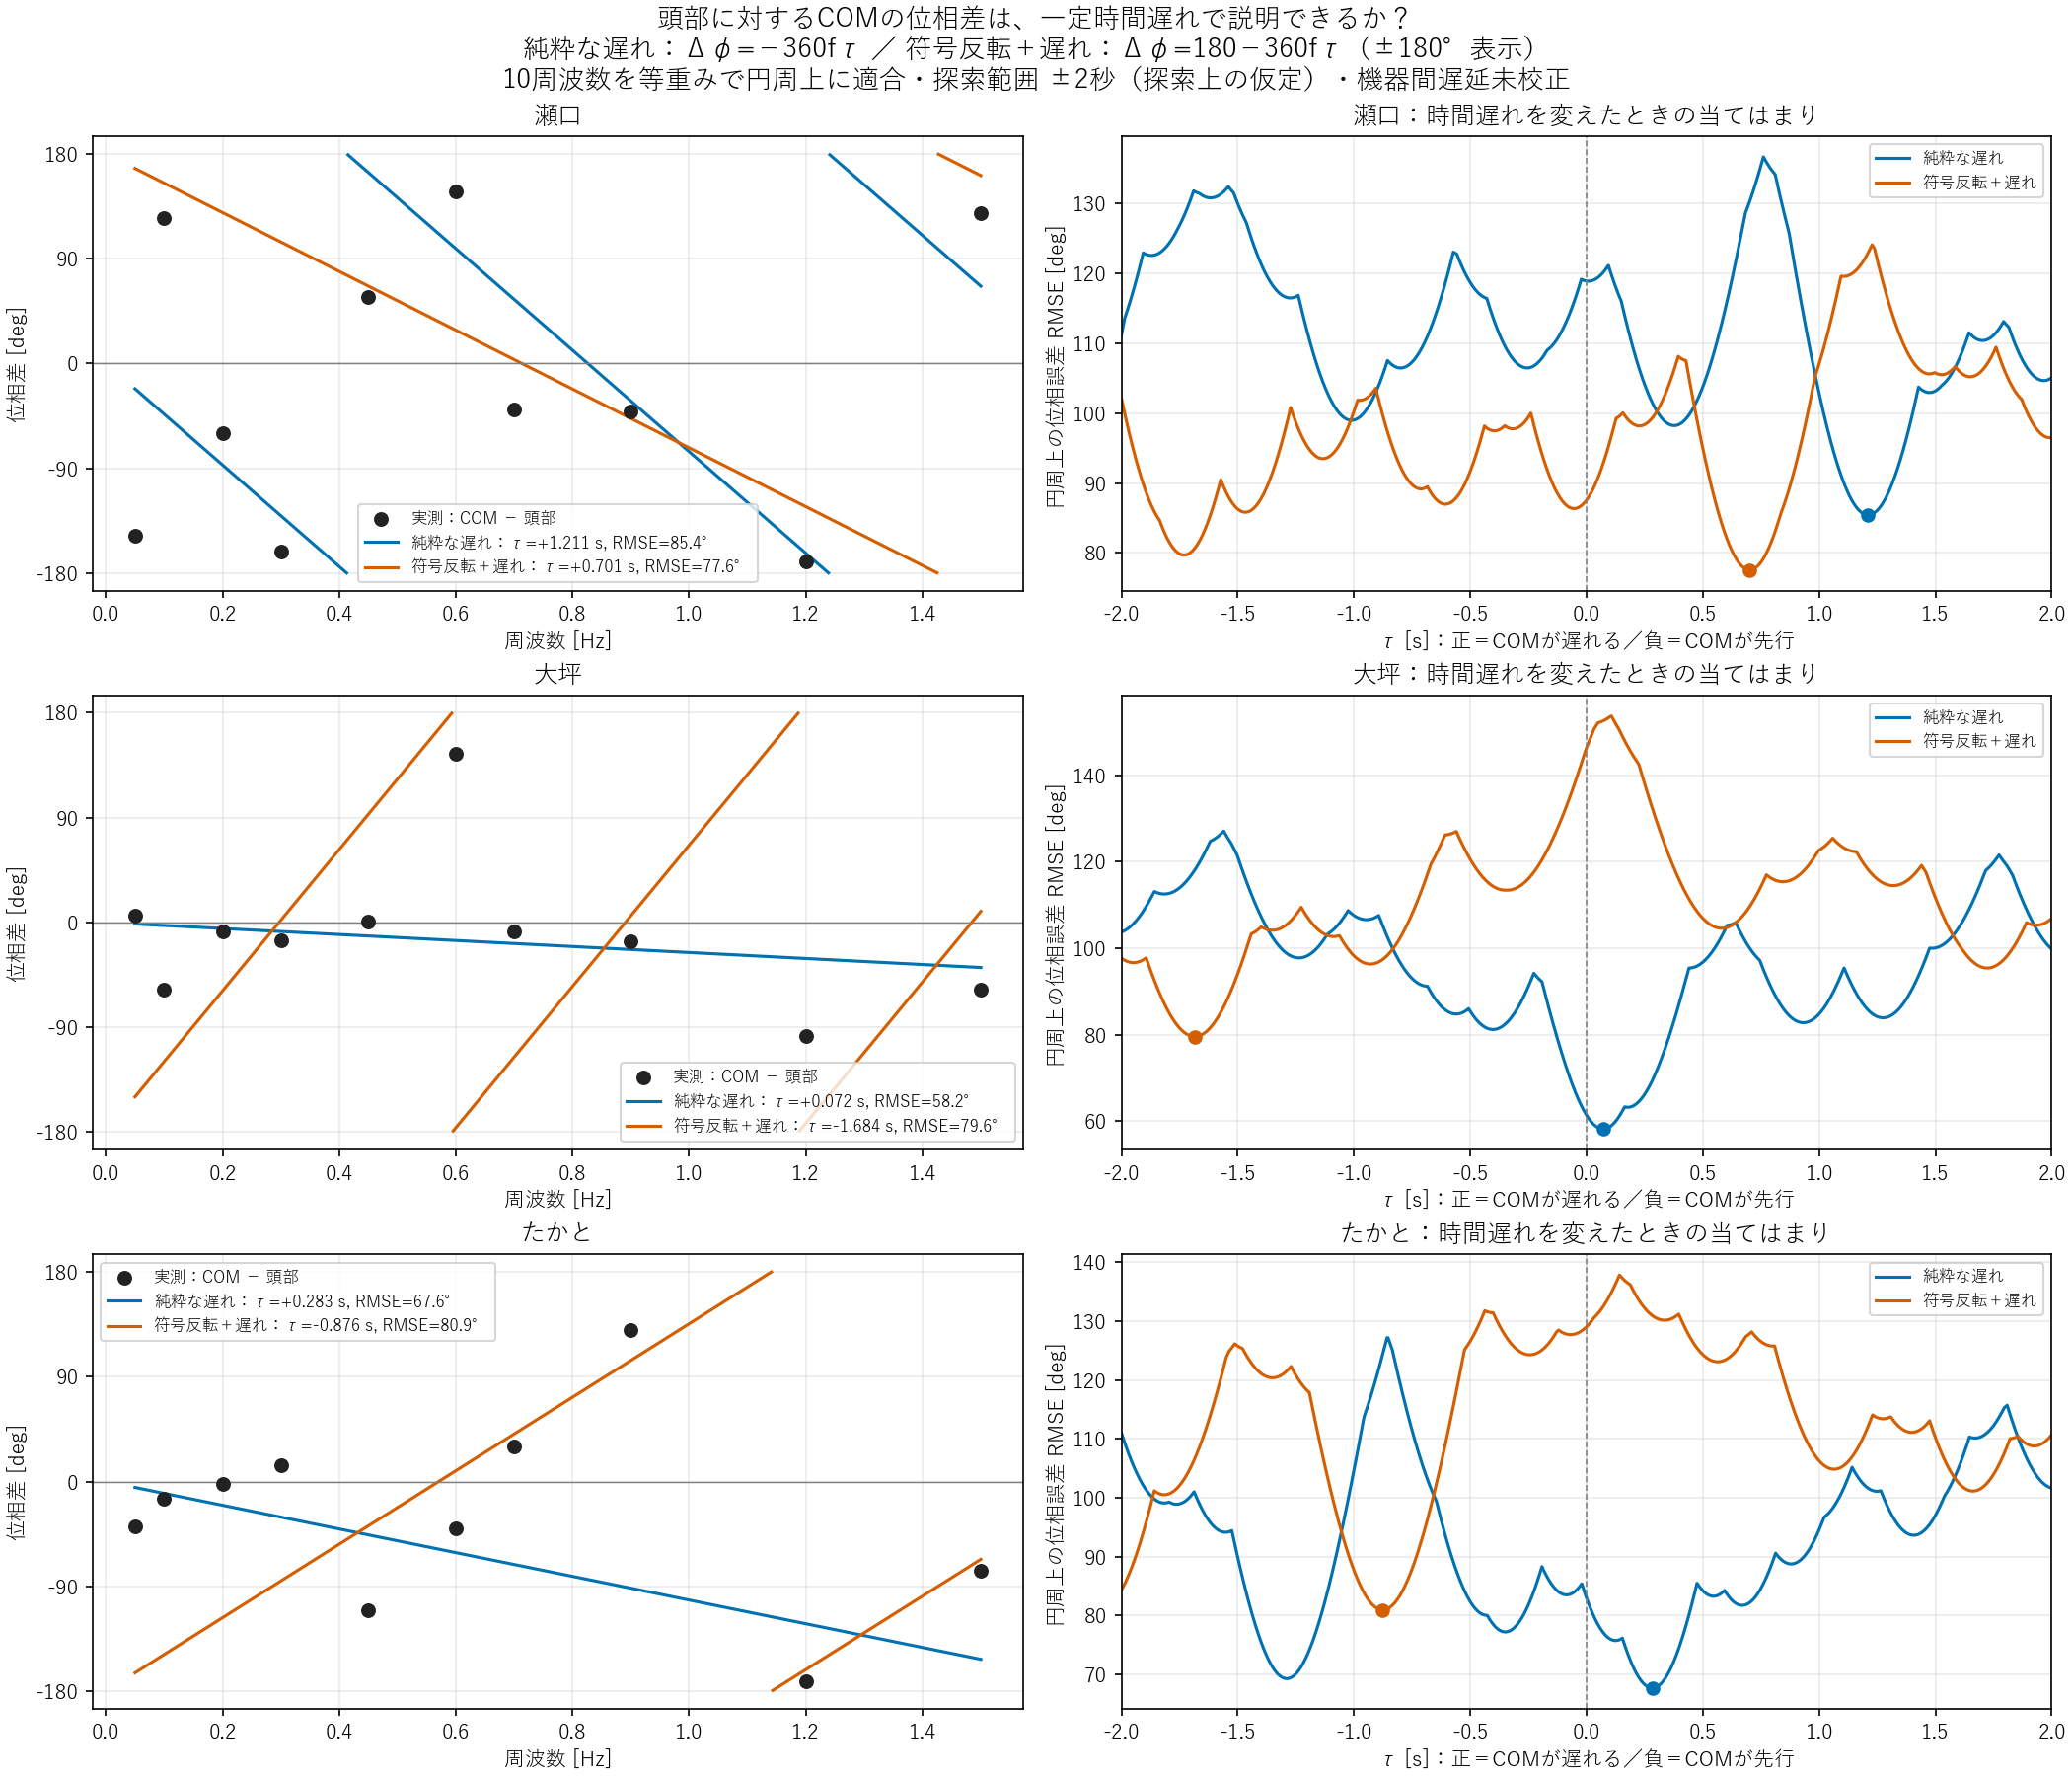 頭部に対するCOMの位相差は、一定時間遅れで説明できるか？
純粋な遅れ：Δφ=−360fτ ／ 符号反転＋遅れ：Δφ=180−360fτ（±180° 表示）
10周波数を等重みで円周上に適合・探索範囲 ±2秒（探索上の仮定）・機器間遅延未校正
瀬口
180
90
0
-90
-180
位相差 [deg]
実測：COM − 頭部
純粋な遅れ：τ=+1.211 s, RMSE=85.4°
符号反転＋遅れ：τ=+0.701 s, RMSE=77.6°
0.0 0.2 0.4 0.6 0.8 1.0 1.2 1.4
周波数 [Hz]
瀬口：時間遅れを変えたときの当てはまり
130
120
110
100
90
80
円周上の位相誤差 RMSE [deg]
純粋な遅れ
符号反転＋遅れ
-2.0 -1.5 -1.0 -0.5 0.0 0.5 1.0 1.5 2.0
τ [s]：正＝COMが遅れる／負＝COMが先行
大坪
180
90
0
-90
-180
位相差 [deg]
実測：COM − 頭部
純粋な遅れ：τ=+0.072 s, RMSE=58.2°
符号反転＋遅れ：τ=-1.684 s, RMSE=79.6°
0.0 0.2 0.4 0.6 0.8 1.0 1.2 1.4
周波数 [Hz]
大坪：時間遅れを変えたときの当てはまり
140
120
100
80
60
円周上の位相誤差 RMSE [deg]
純粋な遅れ
符号反転＋遅れ
-2.0 -1.5 -1.0 -0.5 0.0 0.5 1.0 1.5 2.0
τ [s]：正＝COMが遅れる／負＝COMが先行
たかと
180
90
0
-90
-180
位相差 [deg]
実測：COM − 頭部
純粋な遅れ：τ=+0.283 s, RMSE=67.6°
符号反転＋遅れ：τ=-0.876 s, RMSE=80.9°
0.0 0.2 0.4 0.6 0.8 1.0 1.2 1.4
周波数 [Hz]
たかと：時間遅れを変えたときの当てはまり
140
130
120
110
100
90
80
70
円周上の位相誤差 RMSE [deg]
純粋な遅れ
符号反転＋遅れ
-2.0 -1.5 -1.0 -0.5 0.0 0.5 1.0 1.5 2.0
τ [s]：正＝COMが遅れる／負＝COMが先行